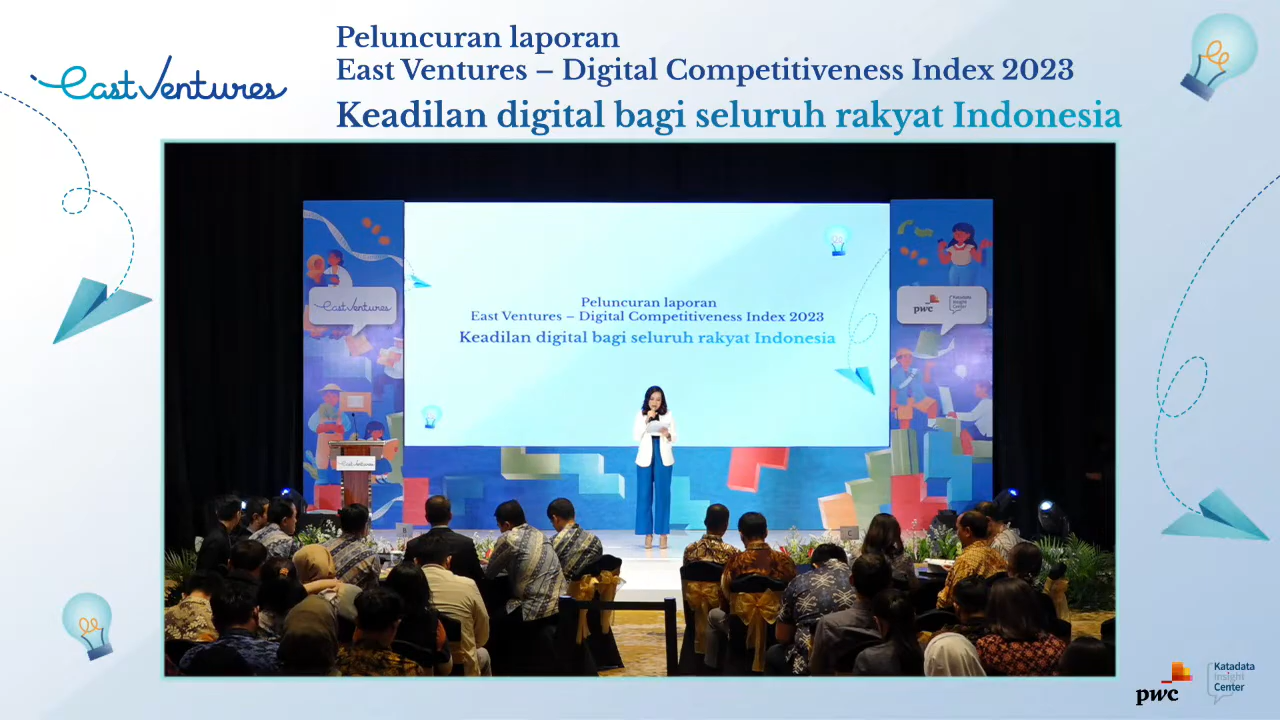 East Ventures
Peluncuran laporan
East Ventures – Digital Competitiveness Index 2023
Keadilan digital bagi seluruh rakyat Indonesia
East Ventures
pwc
Katadata
Insight
Center
Peluncuran laporan
East Ventures – Digital Competitiveness Index 2023
Keadilan digital bagi seluruh rakyat Indonesia
East Ventures
B
C
pwc
Katadata
Insight
Center